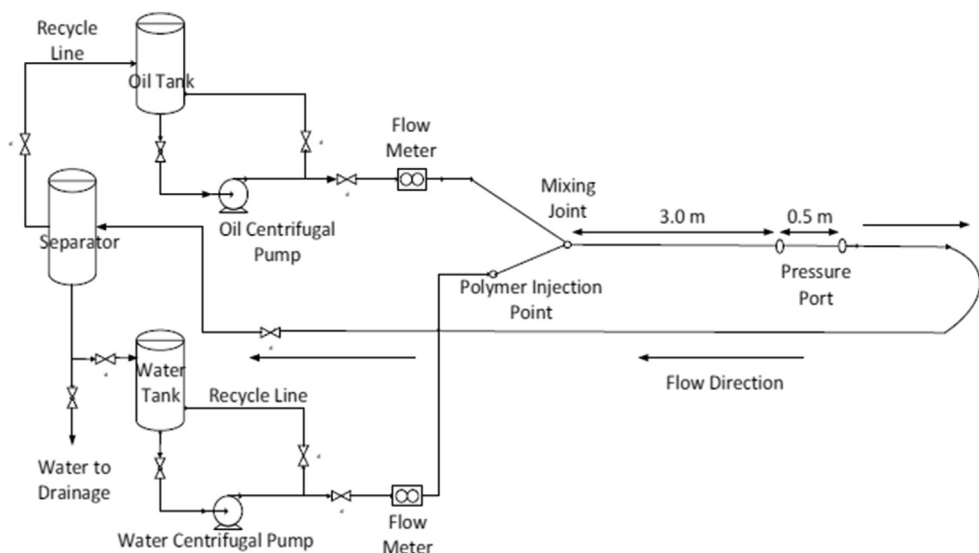 Recycle
Line
Oil Tank
Flow
Meter
Mixing
Joint
3.0 m
0.5 m
Separator
Oil Centrifugal
Pump
Polymer Injection
Point
Pressure
Port
Water
Tank
Recycle Line
Flow Direction
Water to
Drainage
Water Centrifugal Pump
Flow
Meter